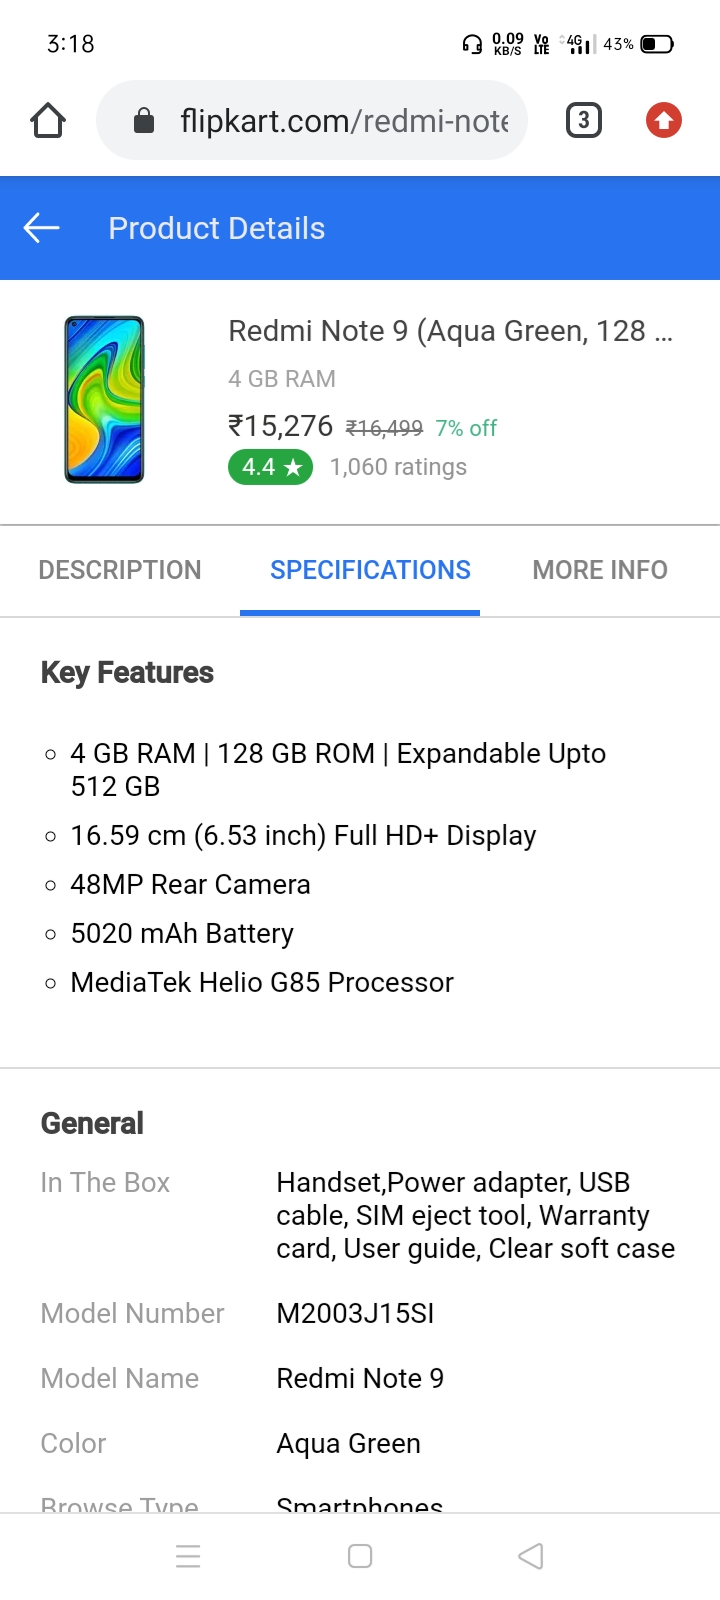 3:18
0.09 KB/S Vo LTE 4G 43%
flipkart.com/redmi-note
3
Product Details
Redmi Note 9 (Aqua Green, 128 ...
4 GB RAM
₹15,276 ₹16,499 7% off
4.4 ★ 1,060 ratings
DESCRIPTION SPECIFICATIONS MORE INFO
Key Features
4 GB RAM | 128 GB ROM | Expandable Upto
512 GB
16.59 cm (6.53 inch) Full HD+ Display
48MP Rear Camera
5020 mAh Battery
MediaTek Helio G85 Processor
General
In The Box Handset,Power adapter, USB
cable, SIM eject tool, Warranty
card, User guide, Clear soft case
Model Number M2003J15SI
Model Name Redmi Note 9
Color Aqua Green
Browse Type Smartphones